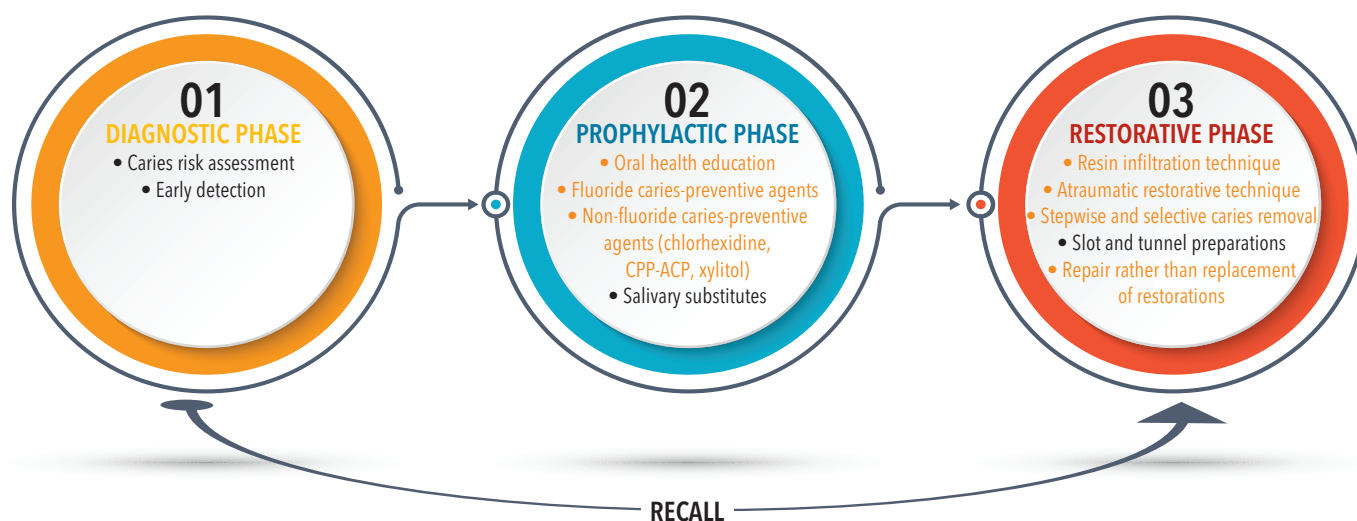 01
DIAGNOSTIC PHASE
• Caries risk assessment
• Early detection
02
PROPHYLACTIC PHASE
• Oral health education
• Fluoride caries-preventive agents
• Non-fluoride caries-preventive
agents (chlorhexidine,
CPP-ACP, xylitol)
• Salivary substitutes
03
RESTORATIVE PHASE
• Resin infiltration technique
• Atraumatic restorative technique
• Stepwise and selective caries removal
• Slot and tunnel preparations
• Repair rather than replacement
of restorations
RECALL